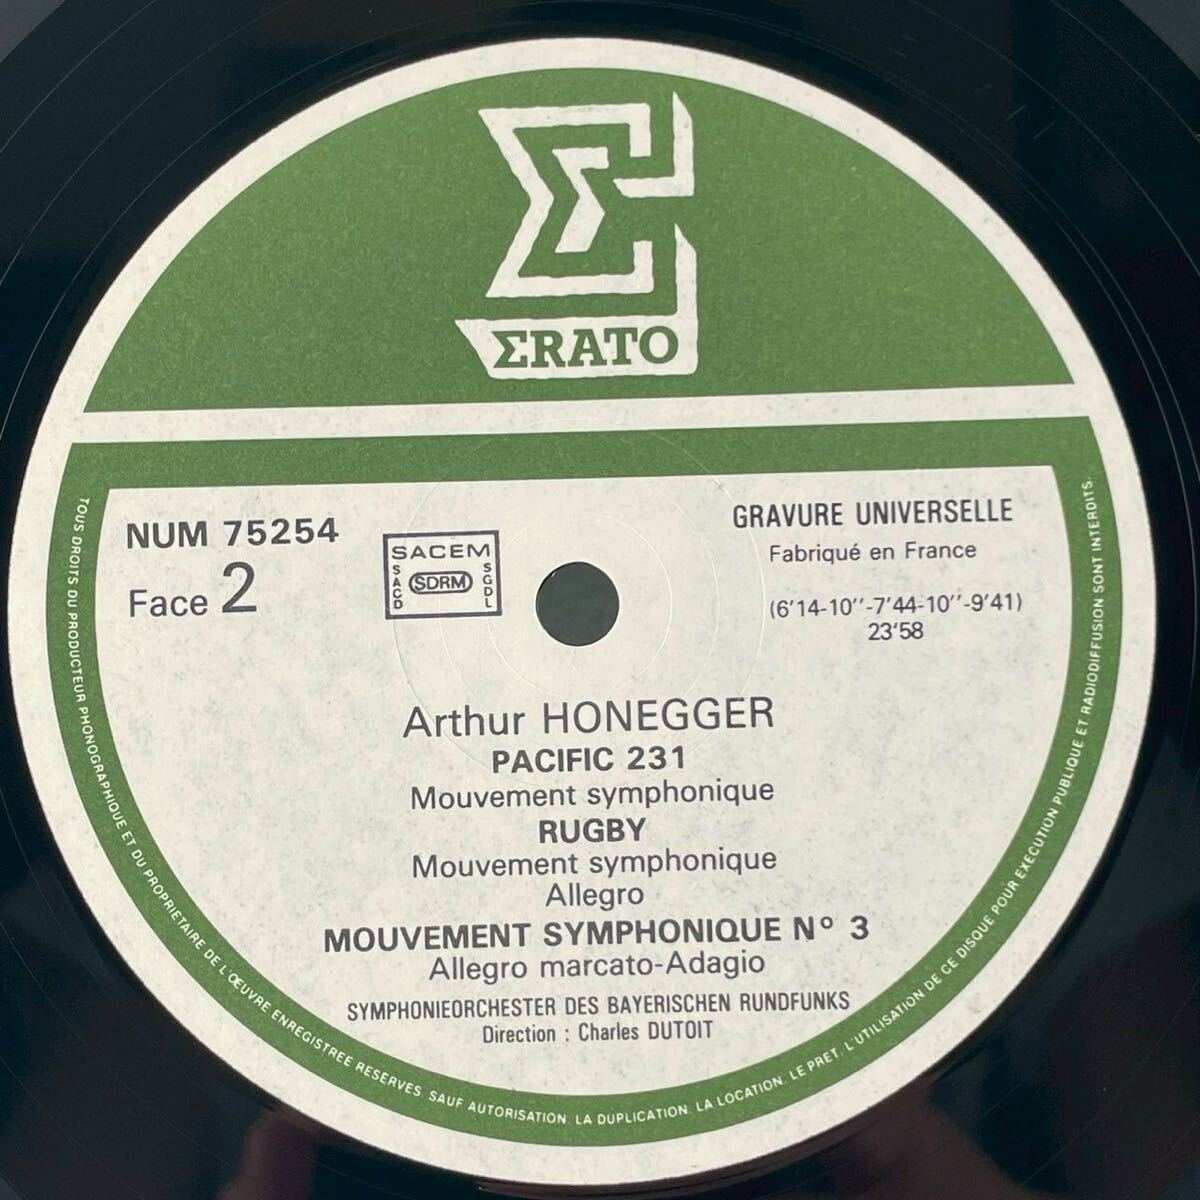 ΣRATO
NUM 75254
Face 2
SACEM
SACD
SDRM
SGDL
GRAVURE UNIVERSELLE
Fabriqué en France
(6'14-10''-7'44-10''-9'41)
23'58
Arthur HONEGGER
PACIFIC 231
Mouvement symphonique
RUGBY
Mouvement symphonique
Allegro
MOUVEMENT SYMPHONIQUE Nº 3
Allegro marcato-Adagio
SYMPHONIEORCHESTER DES BAYERISCHEN RUNDFUNKS
Direction : Charles DUTOIT
TOUS DROITS DU PRODUCTEUR PHONOGRAPHIQUE ET DU PROPRIETAIRE DE L'ŒUVRE ENREGISTREE RESERVES. SAUF AUTORISATION. LA DUPLICATION. LA LOCATION. LE PRET. L'UTILISATION DE CE DISQUE POUR EXECUTION PUBLIQUE ET RADIODIFFUSION SONT INTERDITS.